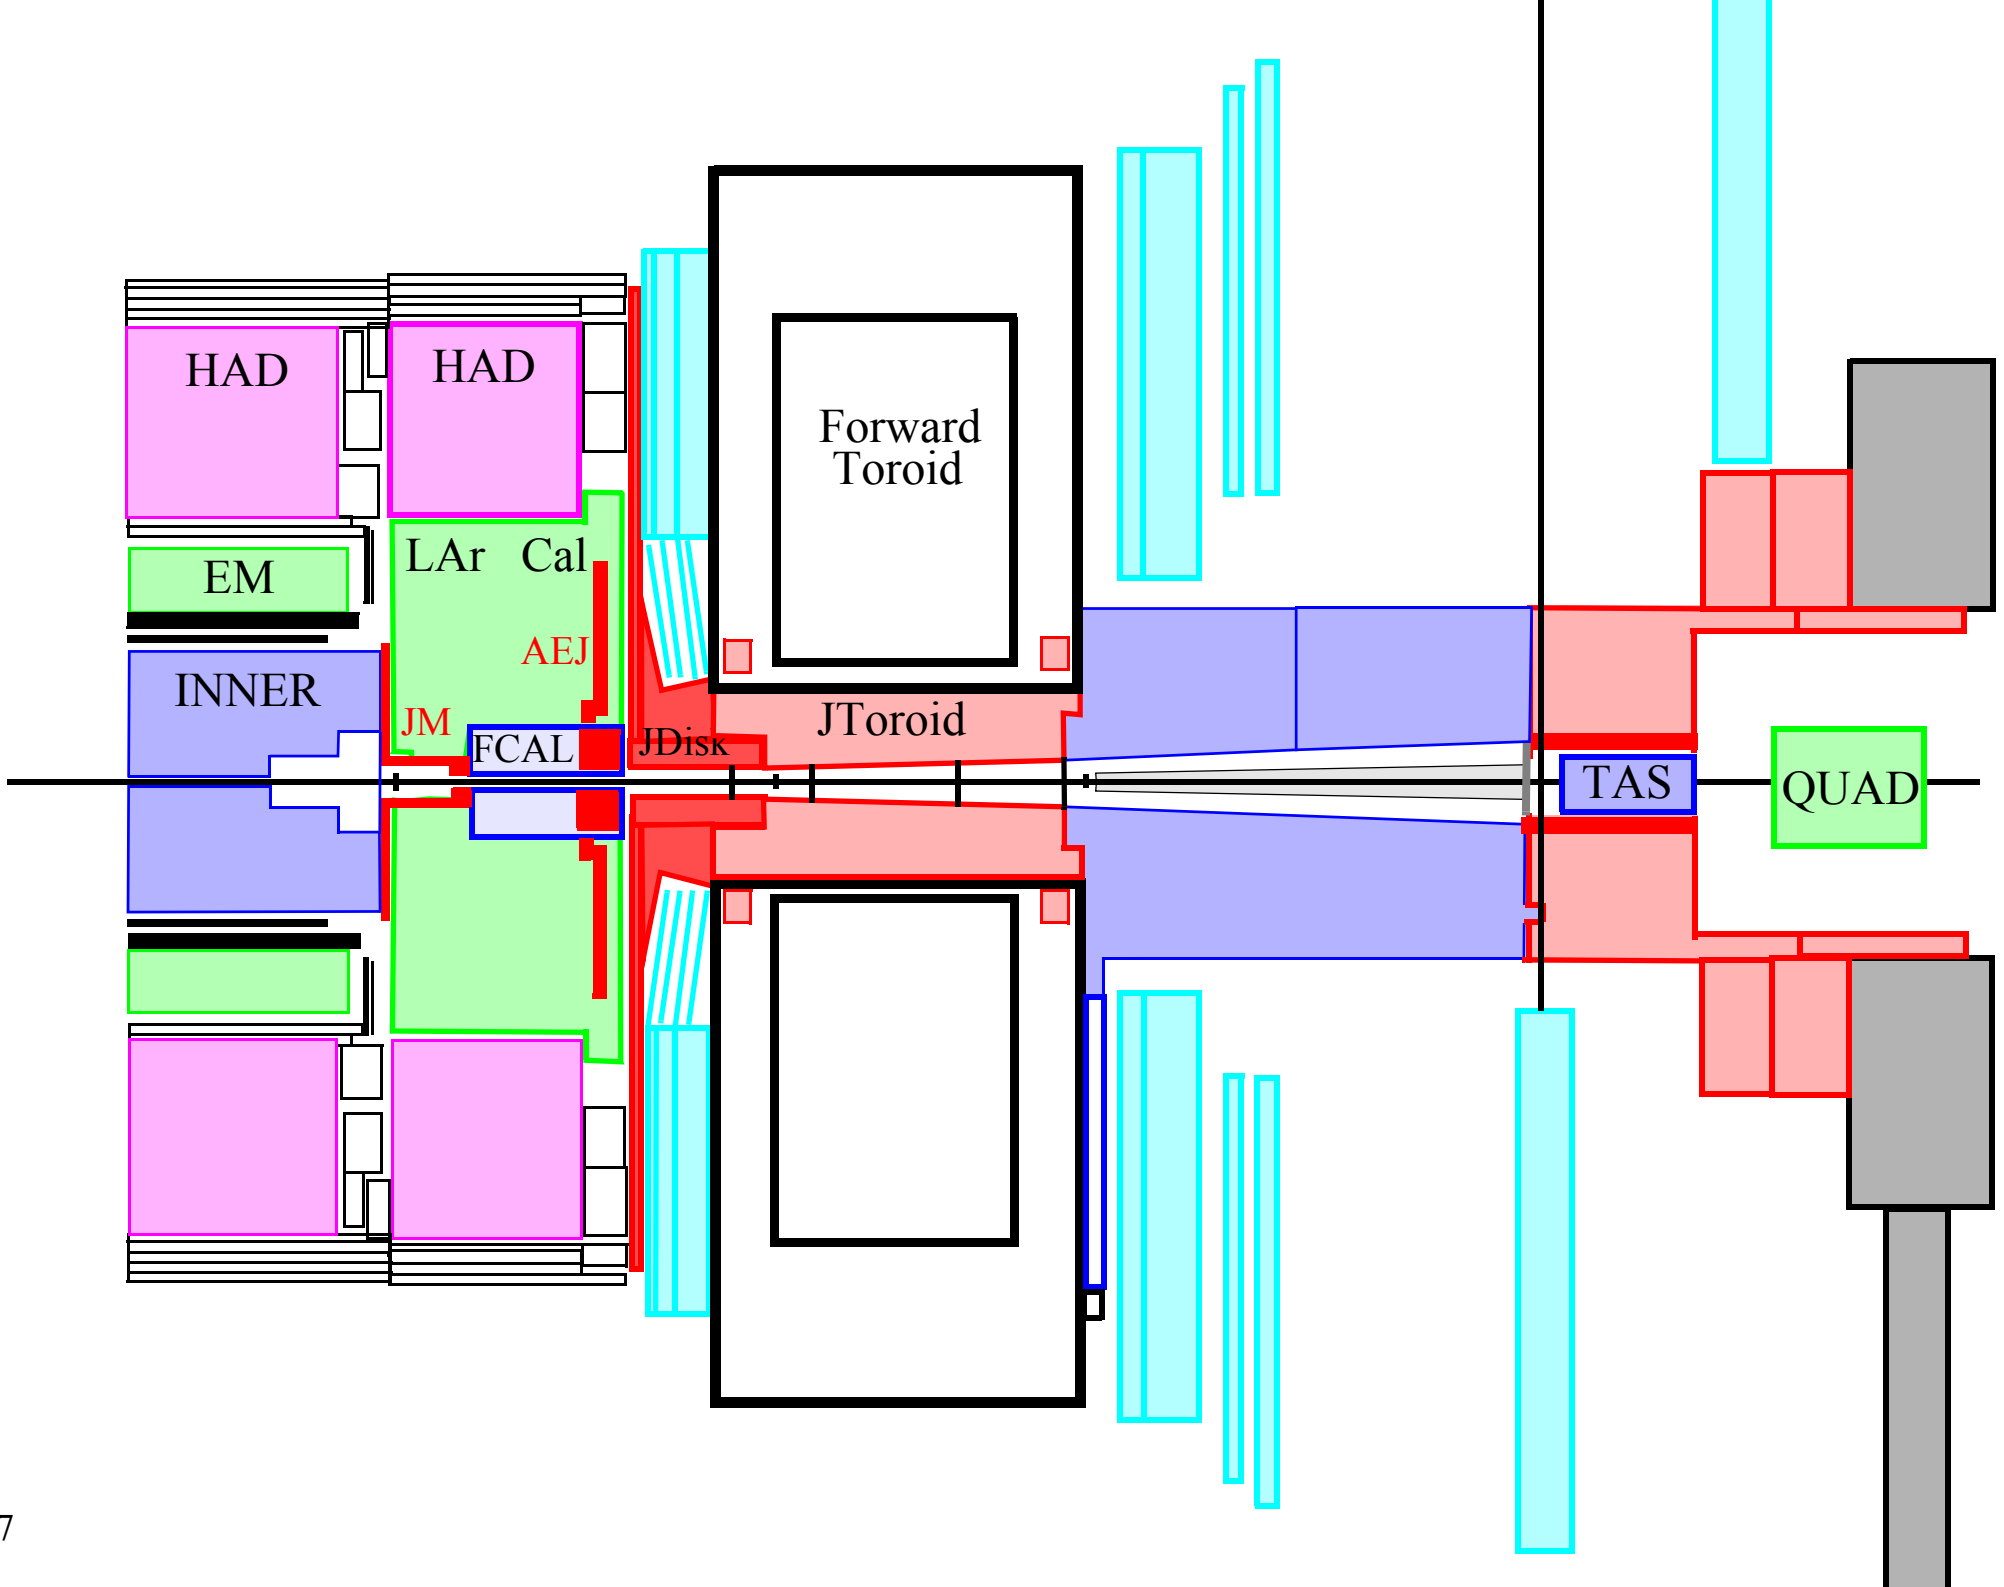 HAD
HAD
Forward
Toroid
LAr Cal
EM
AEJ
INNER
JM
JToroid
FCAL
JDisk
TAS
QUAD
7